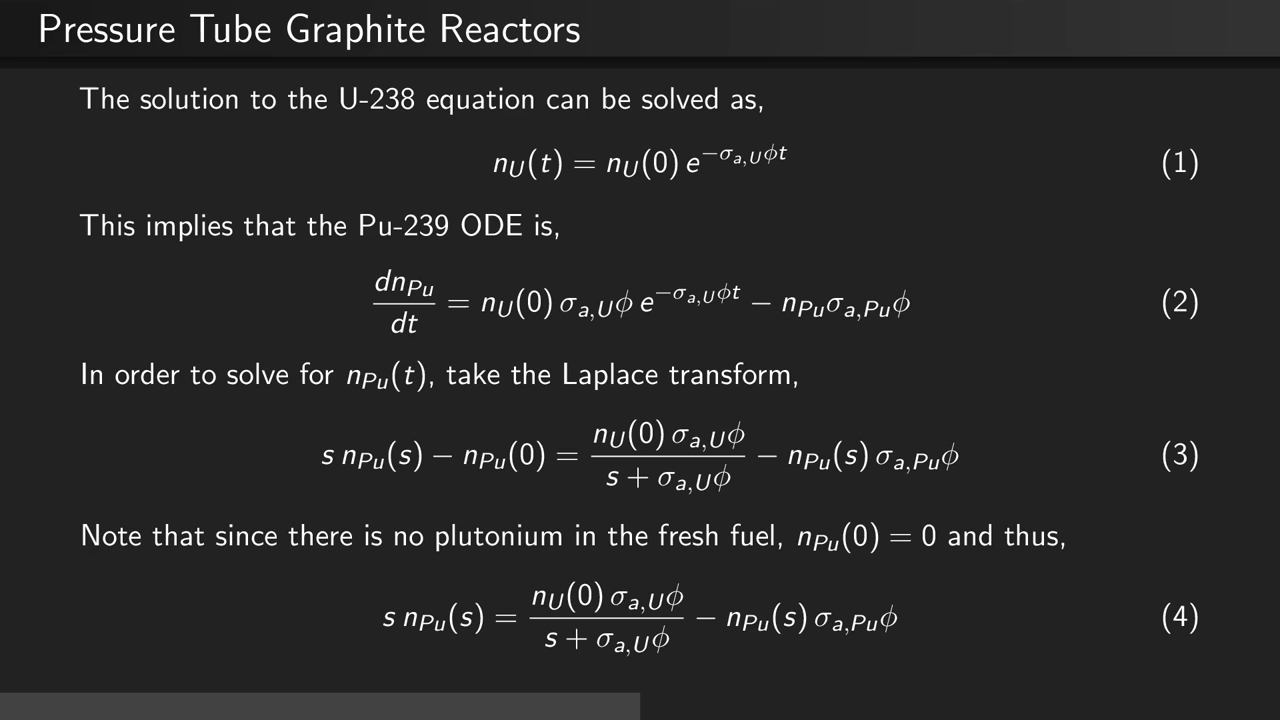 Pressure Tube Graphite Reactors
The solution to the U-238 equation can be solved as,
n_U(t) = n_U(0) e^{−σ_{a,U}ϕt} (1)
This implies that the Pu-239 ODE is,
\frac{dn_{Pu}}{dt} = n_U(0) σ_{a,U}ϕ e^{−σ_{a,U}ϕt} − n_{Pu}σ_{a,Pu}ϕ (2)
In order to solve for n_{Pu}(t), take the Laplace transform,
s n_{Pu}(s) − n_{Pu}(0) = \frac{n_U(0) σ_{a,U}ϕ}{s + σ_{a,U}ϕ} − n_{Pu}(s) σ_{a,Pu}ϕ (3)
Note that since there is no plutonium in the fresh fuel, n_{Pu}(0) = 0 and thus,
s n_{Pu}(s) = \frac{n_U(0) σ_{a,U}ϕ}{s + σ_{a,U}ϕ} − n_{Pu}(s) σ_{a,Pu}ϕ (4)